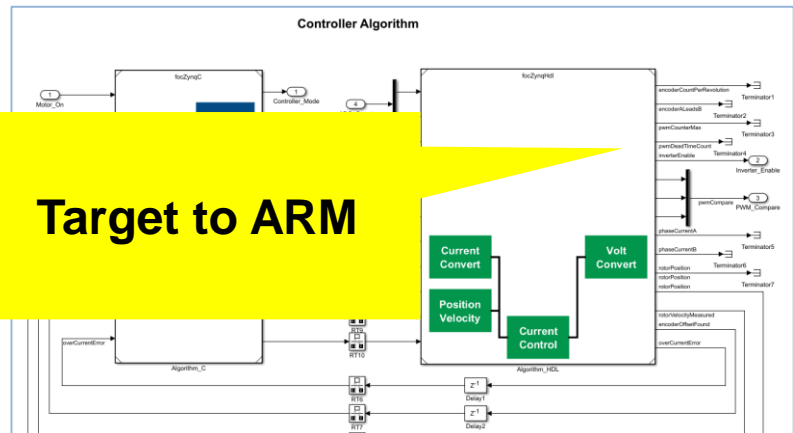 Controller Algorithm
focZynqC
focZynqHdl
1
Motor_On
1
Controller_Mode
4
encoderCountPerRevolution
Terminator1
encoderALeadsB
Terminator2
pwmCounterMax
Terminator3
pwmDeadTimeCount
Terminator4
inverterEnable
2
Inverter_Enable
Target to ARM
pwmCompare
3
PWM_Compare
phaseCurrentA
Terminator5
Current
Convert
Volt
Convert
phaseCurrentB
Terminator6
rotorPosition
rotorPosition
Terminator7
rotorPosition
Position
Velocity
rotorVelocityMeasured
encoderOffsetFound
RT9
Current
Control
overCurrentError
overCurrentError
RT10
Algorithm_C
Algorithm_HDL
RT6
z-1
Delay1
RT7
z-1
Delay2